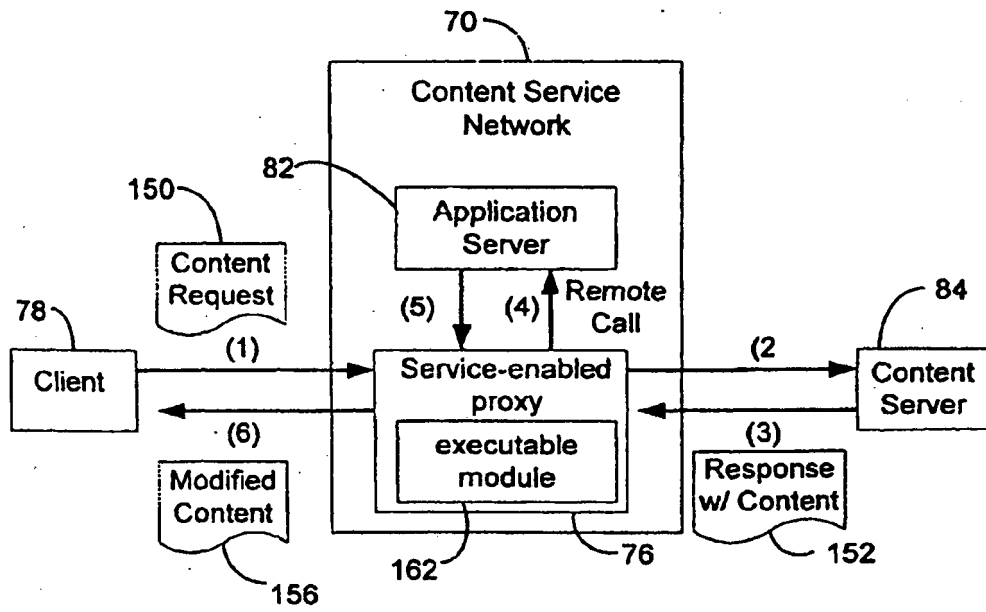 70
Content Service
Network
82
150
Application
Server
Content
Request
78
(5)
(4)
Remote
Call
84
(1)
(2
Client
Service-enabled
proxy
Content
Server
(6)
(3)
executable
module
Modified
Content
Response
w/ Content
162
76
152
156